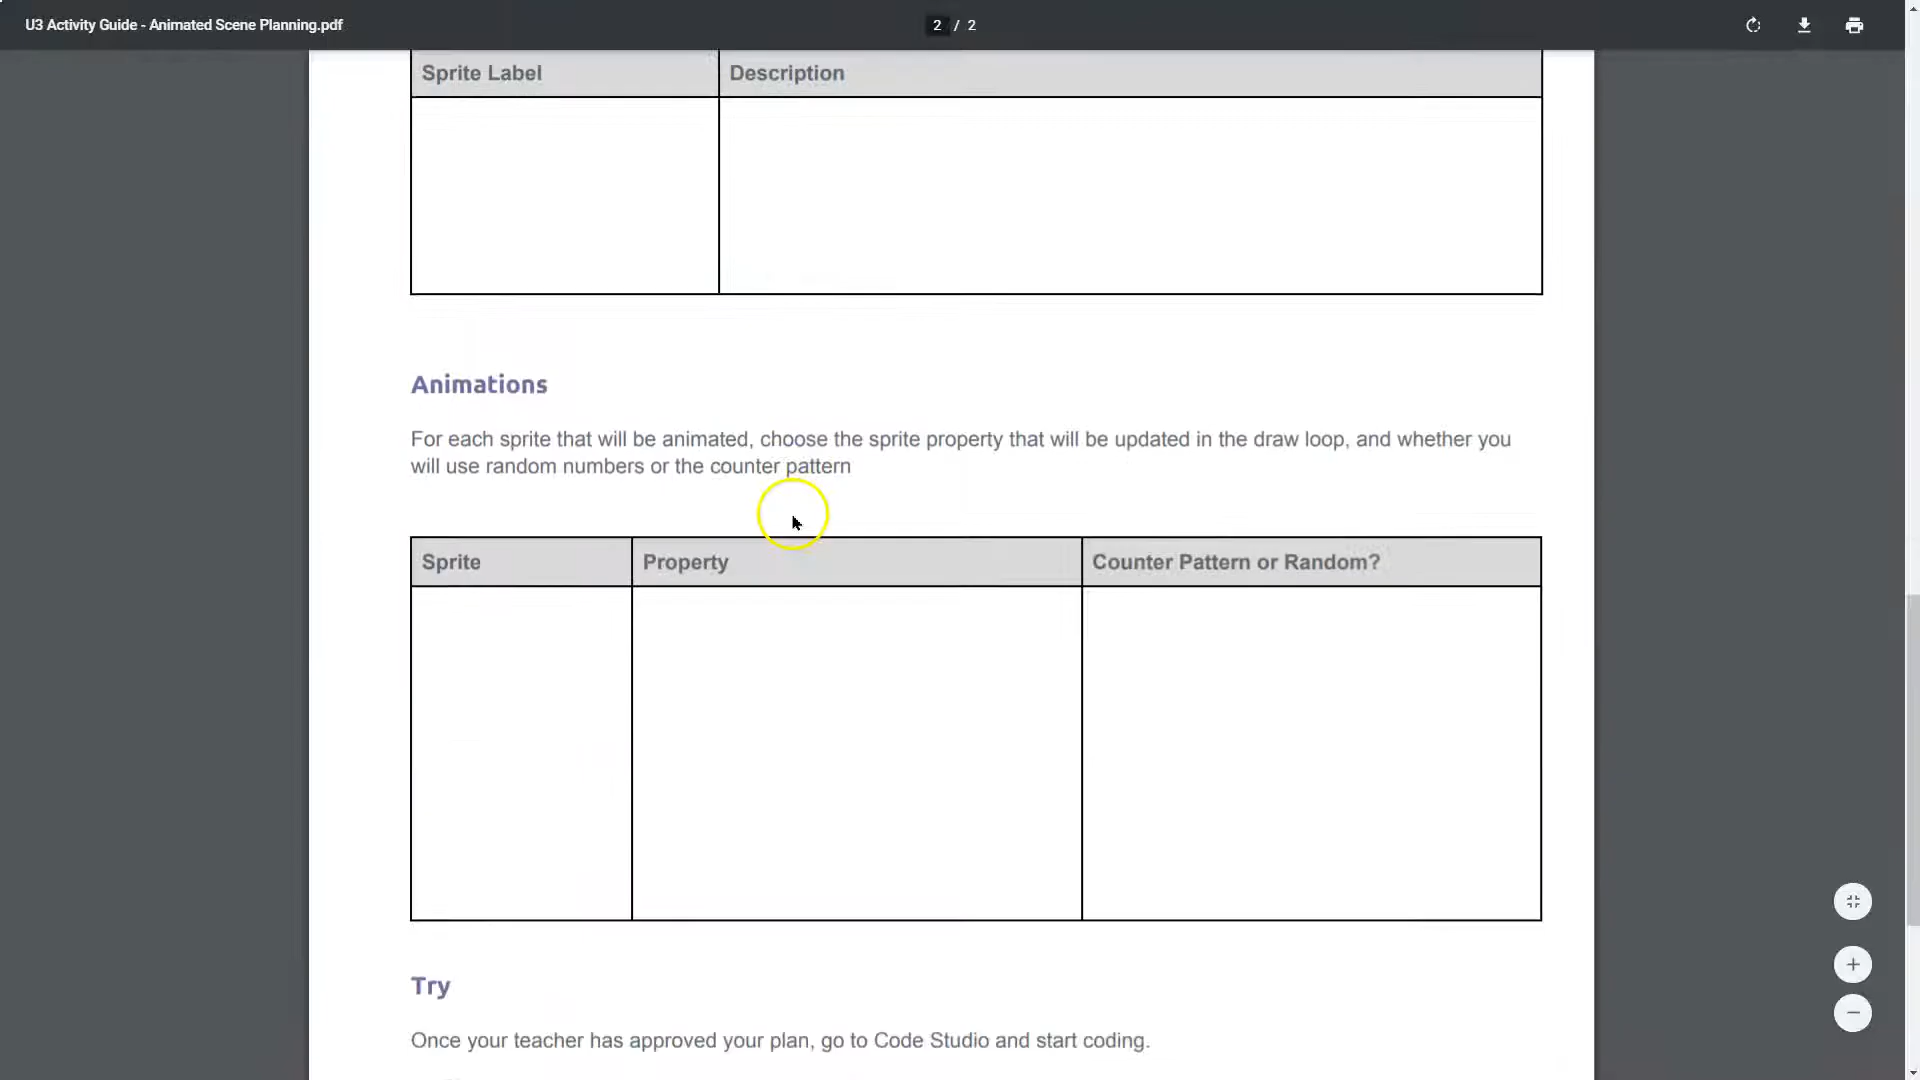 U3 Activity Guide - Animated Scene Planning.pdf
2 / 2
Sprite Label
Description
Animations
For each sprite that will be animated, choose the sprite property that will be updated in the draw loop, and whether you
will use random numbers or the counter pattern
Sprite
Property
Counter Pattern or Random?
Try
Once your teacher has approved your plan, go to Code Studio and start coding.